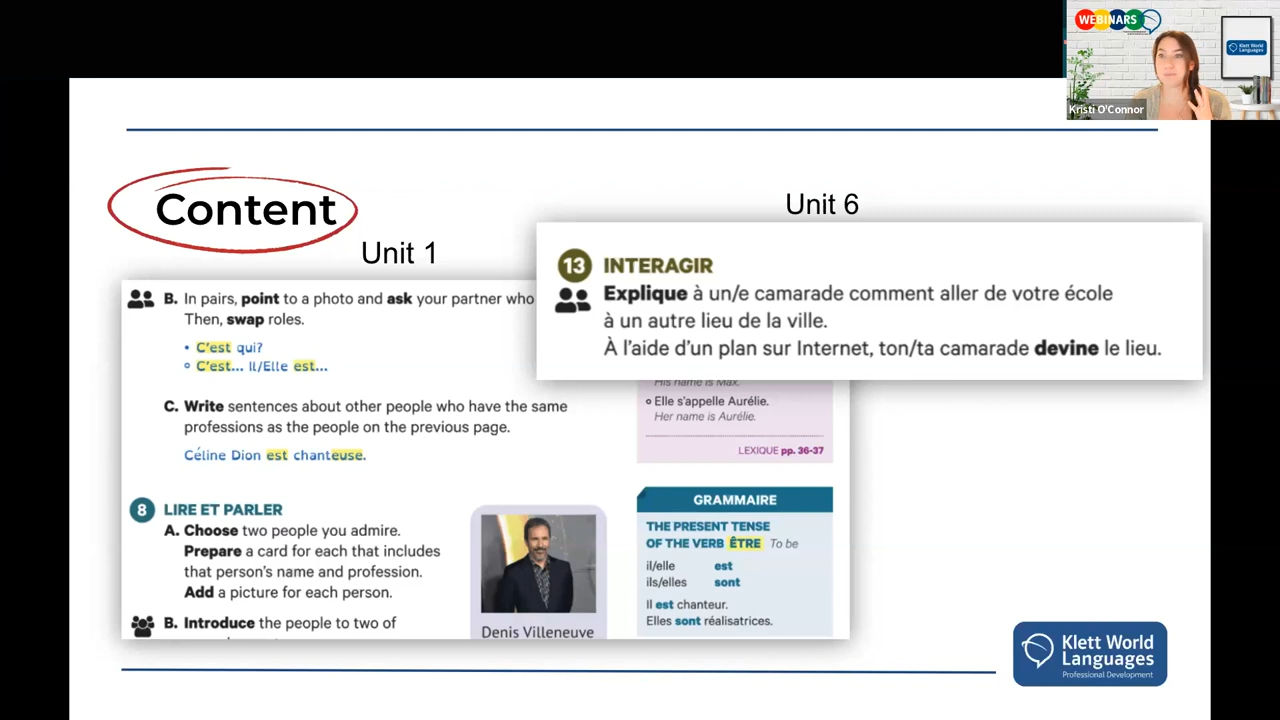 WEBINARS
Klett World
Languages
Kristi O'Connor
Content
Unit 1
Unit 6
13 INTERAGIR
Explique à un/e camarade comment aller de votre école
à un autre lieu de la ville.
À l'aide d'un plan sur Internet, ton/ta camarade devine le lieu.
B. In pairs, point to a photo and ask your partner who
Then, swap roles.
• C'est qui?
° C'est... Il/Elle est...
C. Write sentences about other people who have the same
professions as the people on the previous page.
Céline Dion est chanteuse.
8 LIRE ET PARLER
A. Choose two people you admire.
Prepare a card for each that includes
that person's name and profession.
Add a picture for each person.
B. Introduce the people to two of
Denis Villeneuve
His name is Max.
° Elle s'appelle Aurélie.
Her name is Aurélie.
LEXIQUE pp. 36-37
GRAMMAIRE
THE PRESENT TENSE
OF THE VERB ÊTRE To be
il/elle est
ils/elles sont
Il est chanteur.
Elles sont réalisatrices.
Klett World
Languages
Professional Development